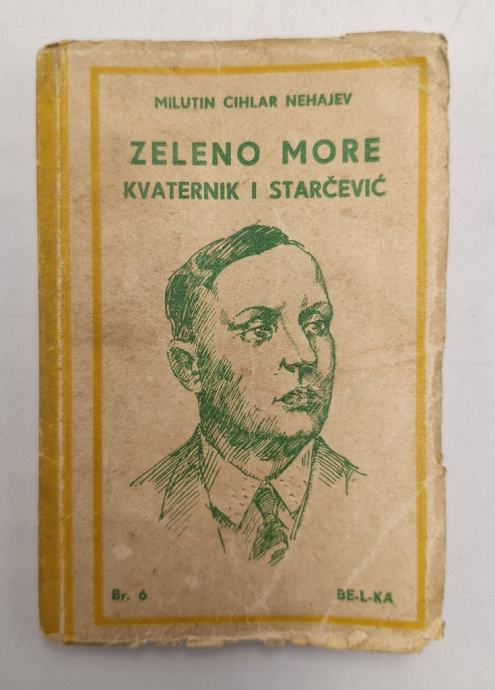 MILUTIN CIHLAR NEHAJEV
ZELENO MORE
KVATERNIK I STARČEVIĆ
Br. 6
BE-L-KA